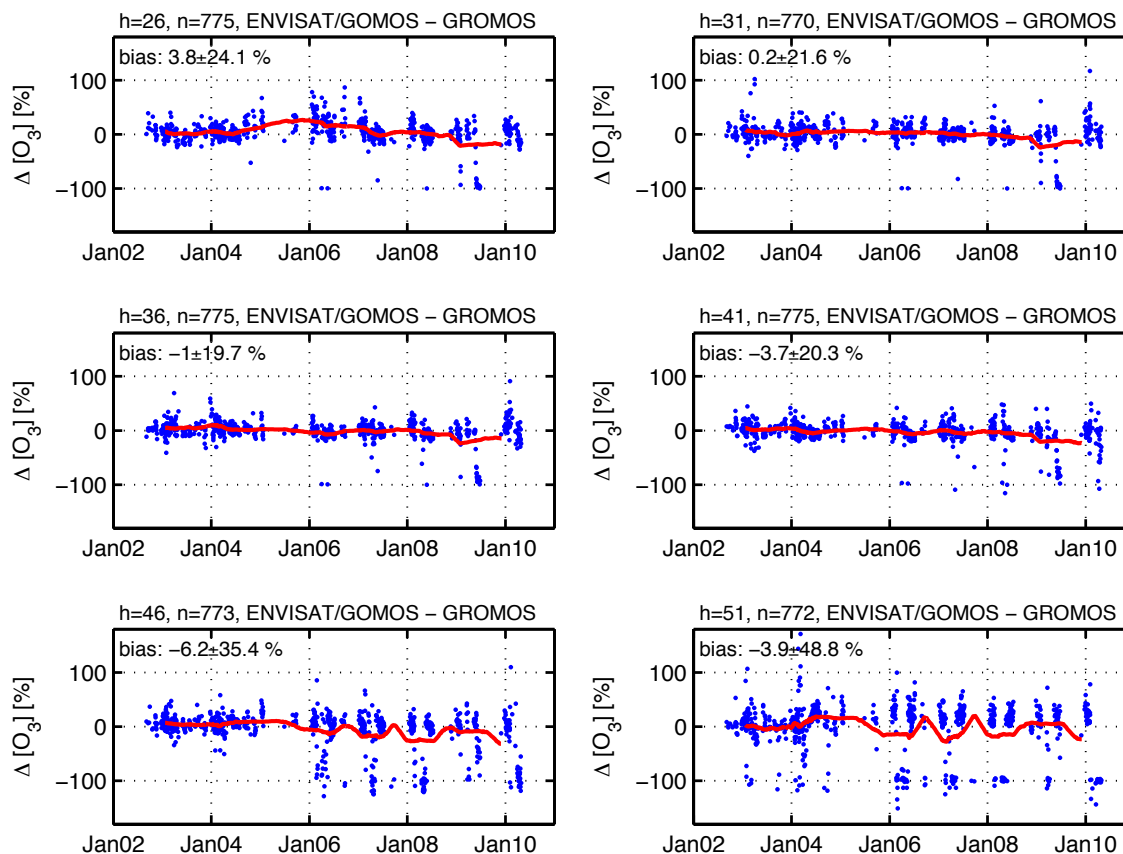 h=26, n=775, ENVISAT/GOMOS − GROMOS
bias: 3.8±24.1 %
Δ [O₃] [%]
100
0
−100
Jan02 Jan04 Jan06 Jan08 Jan10
h=31, n=770, ENVISAT/GOMOS − GROMOS
bias: 0.2±21.6 %
Δ [O₃] [%]
100
0
−100
Jan02 Jan04 Jan06 Jan08 Jan10
h=36, n=775, ENVISAT/GOMOS − GROMOS
bias: −1±19.7 %
Δ [O₃] [%]
100
0
−100
Jan02 Jan04 Jan06 Jan08 Jan10
h=41, n=775, ENVISAT/GOMOS − GROMOS
bias: −3.7±20.3 %
Δ [O₃] [%]
100
0
−100
Jan02 Jan04 Jan06 Jan08 Jan10
h=46, n=773, ENVISAT/GOMOS − GROMOS
bias: −6.2±35.4 %
Δ [O₃] [%]
100
0
−100
Jan02 Jan04 Jan06 Jan08 Jan10
h=51, n=772, ENVISAT/GOMOS − GROMOS
bias: −3.9±48.8 %
Δ [O₃] [%]
100
0
−100
Jan02 Jan04 Jan06 Jan08 Jan10